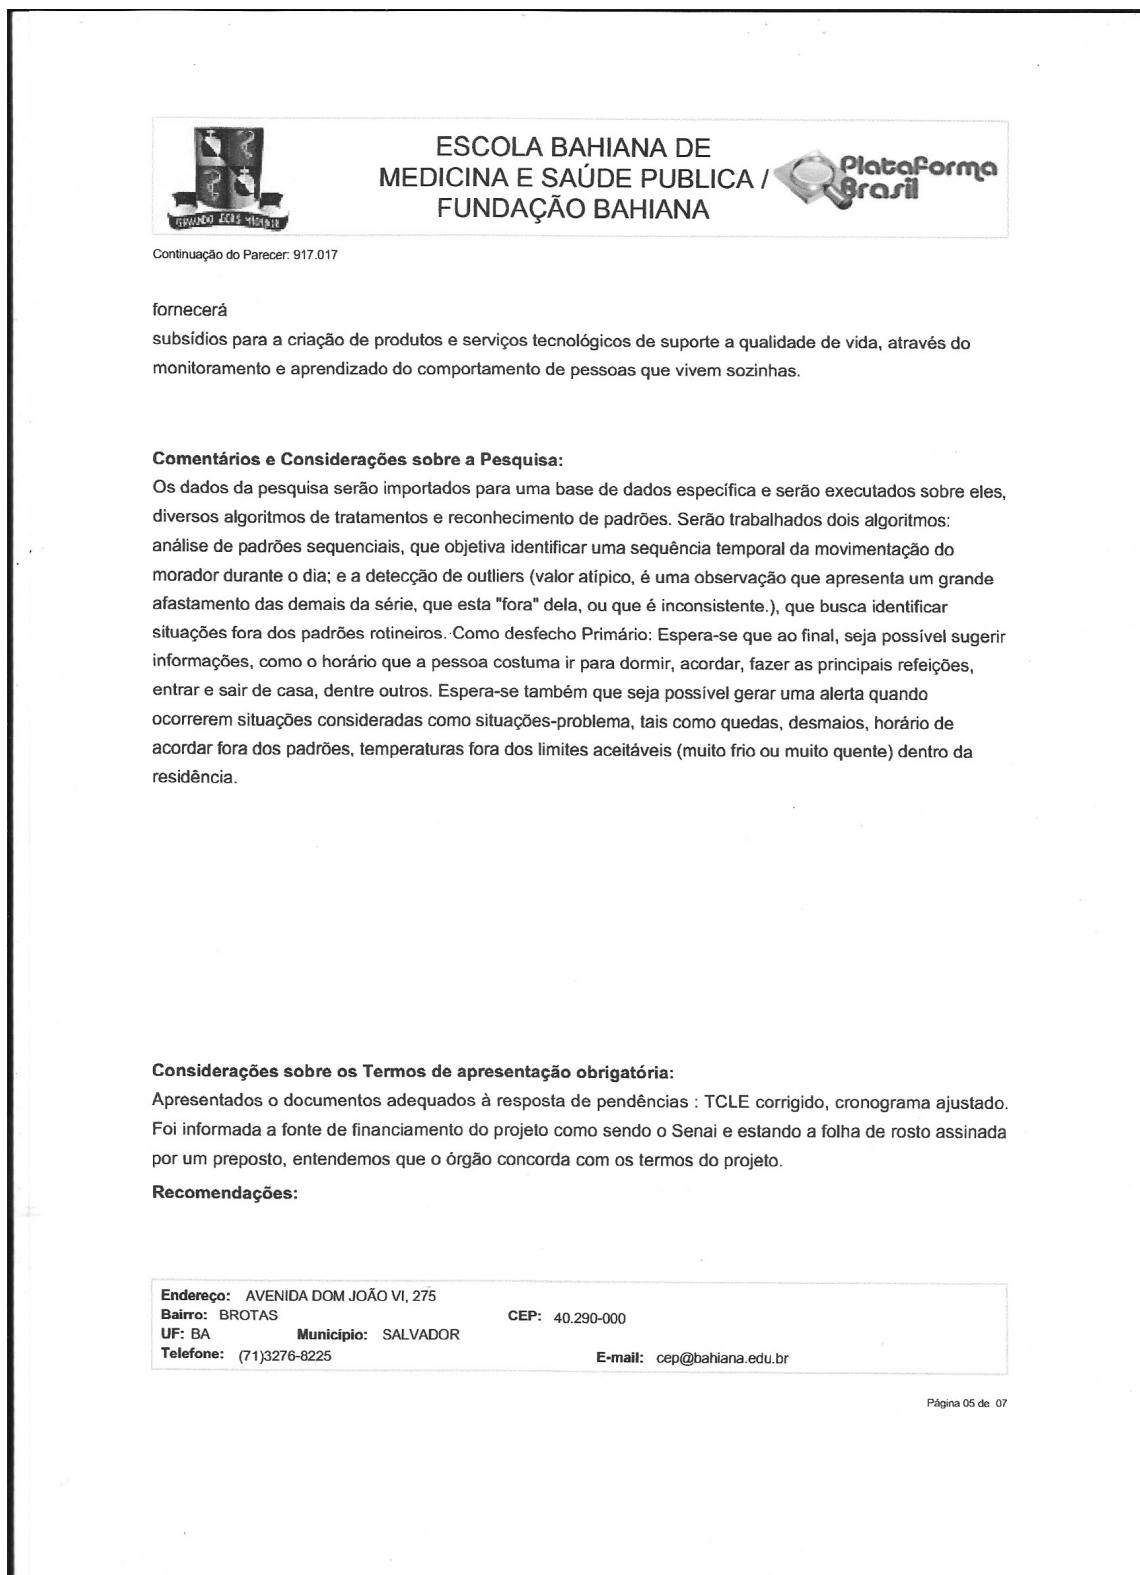 ESCOLA BAHIANA DE
MEDICINA E SAÚDE PUBLICA /
FUNDAÇÃO BAHIANA
Plataforma
Brasil
Continuação do Parecer: 917.017
fornecerá
subsídios para a criação de produtos e serviços tecnológicos de suporte a qualidade de vida, através do
monitoramento e aprendizado do comportamento de pessoas que vivem sozinhas.
Comentários e Considerações sobre a Pesquisa:
Os dados da pesquisa serão importados para uma base de dados específica e serão executados sobre eles,
diversos algoritmos de tratamentos e reconhecimento de padrões. Serão trabalhados dois algoritmos:
análise de padrões sequenciais, que objetiva identificar uma sequência temporal da movimentação do
morador durante o dia; e a detecção de outliers (valor atípico, é uma observação que apresenta um grande
afastamento das demais da série, que esta "fora" dela, ou que é inconsistente.), que busca identificar
situações fora dos padrões rotineiros. Como desfecho Primário: Espera-se que ao final, seja possível sugerir
informações, como o horário que a pessoa costuma ir para dormir, acordar, fazer as principais refeições,
entrar e sair de casa, dentre outros. Espera-se também que seja possível gerar uma alerta quando
ocorrerem situações consideradas como situações-problema, tais como quedas, desmaios, horário de
acordar fora dos padrões, temperaturas fora dos limites aceitáveis (muito frio ou muito quente) dentro da
residência.
Considerações sobre os Termos de apresentação obrigatória:
Apresentados o documentos adequados à resposta de pendências : TCLE corrigido, cronograma ajustado.
Foi informada a fonte de financiamento do projeto como sendo o Senai e estando a folha de rosto assinada
por um preposto, entendemos que o órgão concorda com os termos do projeto.
Recomendações:
Endereço: AVENIDA DOM JOÃO VI, 275
Bairro: BROTAS CEP: 40.290-000
UF: BA Município: SALVADOR
Telefone: (71)3276-8225 E-mail: cep@bahiana.edu.br
Página 05 de 07